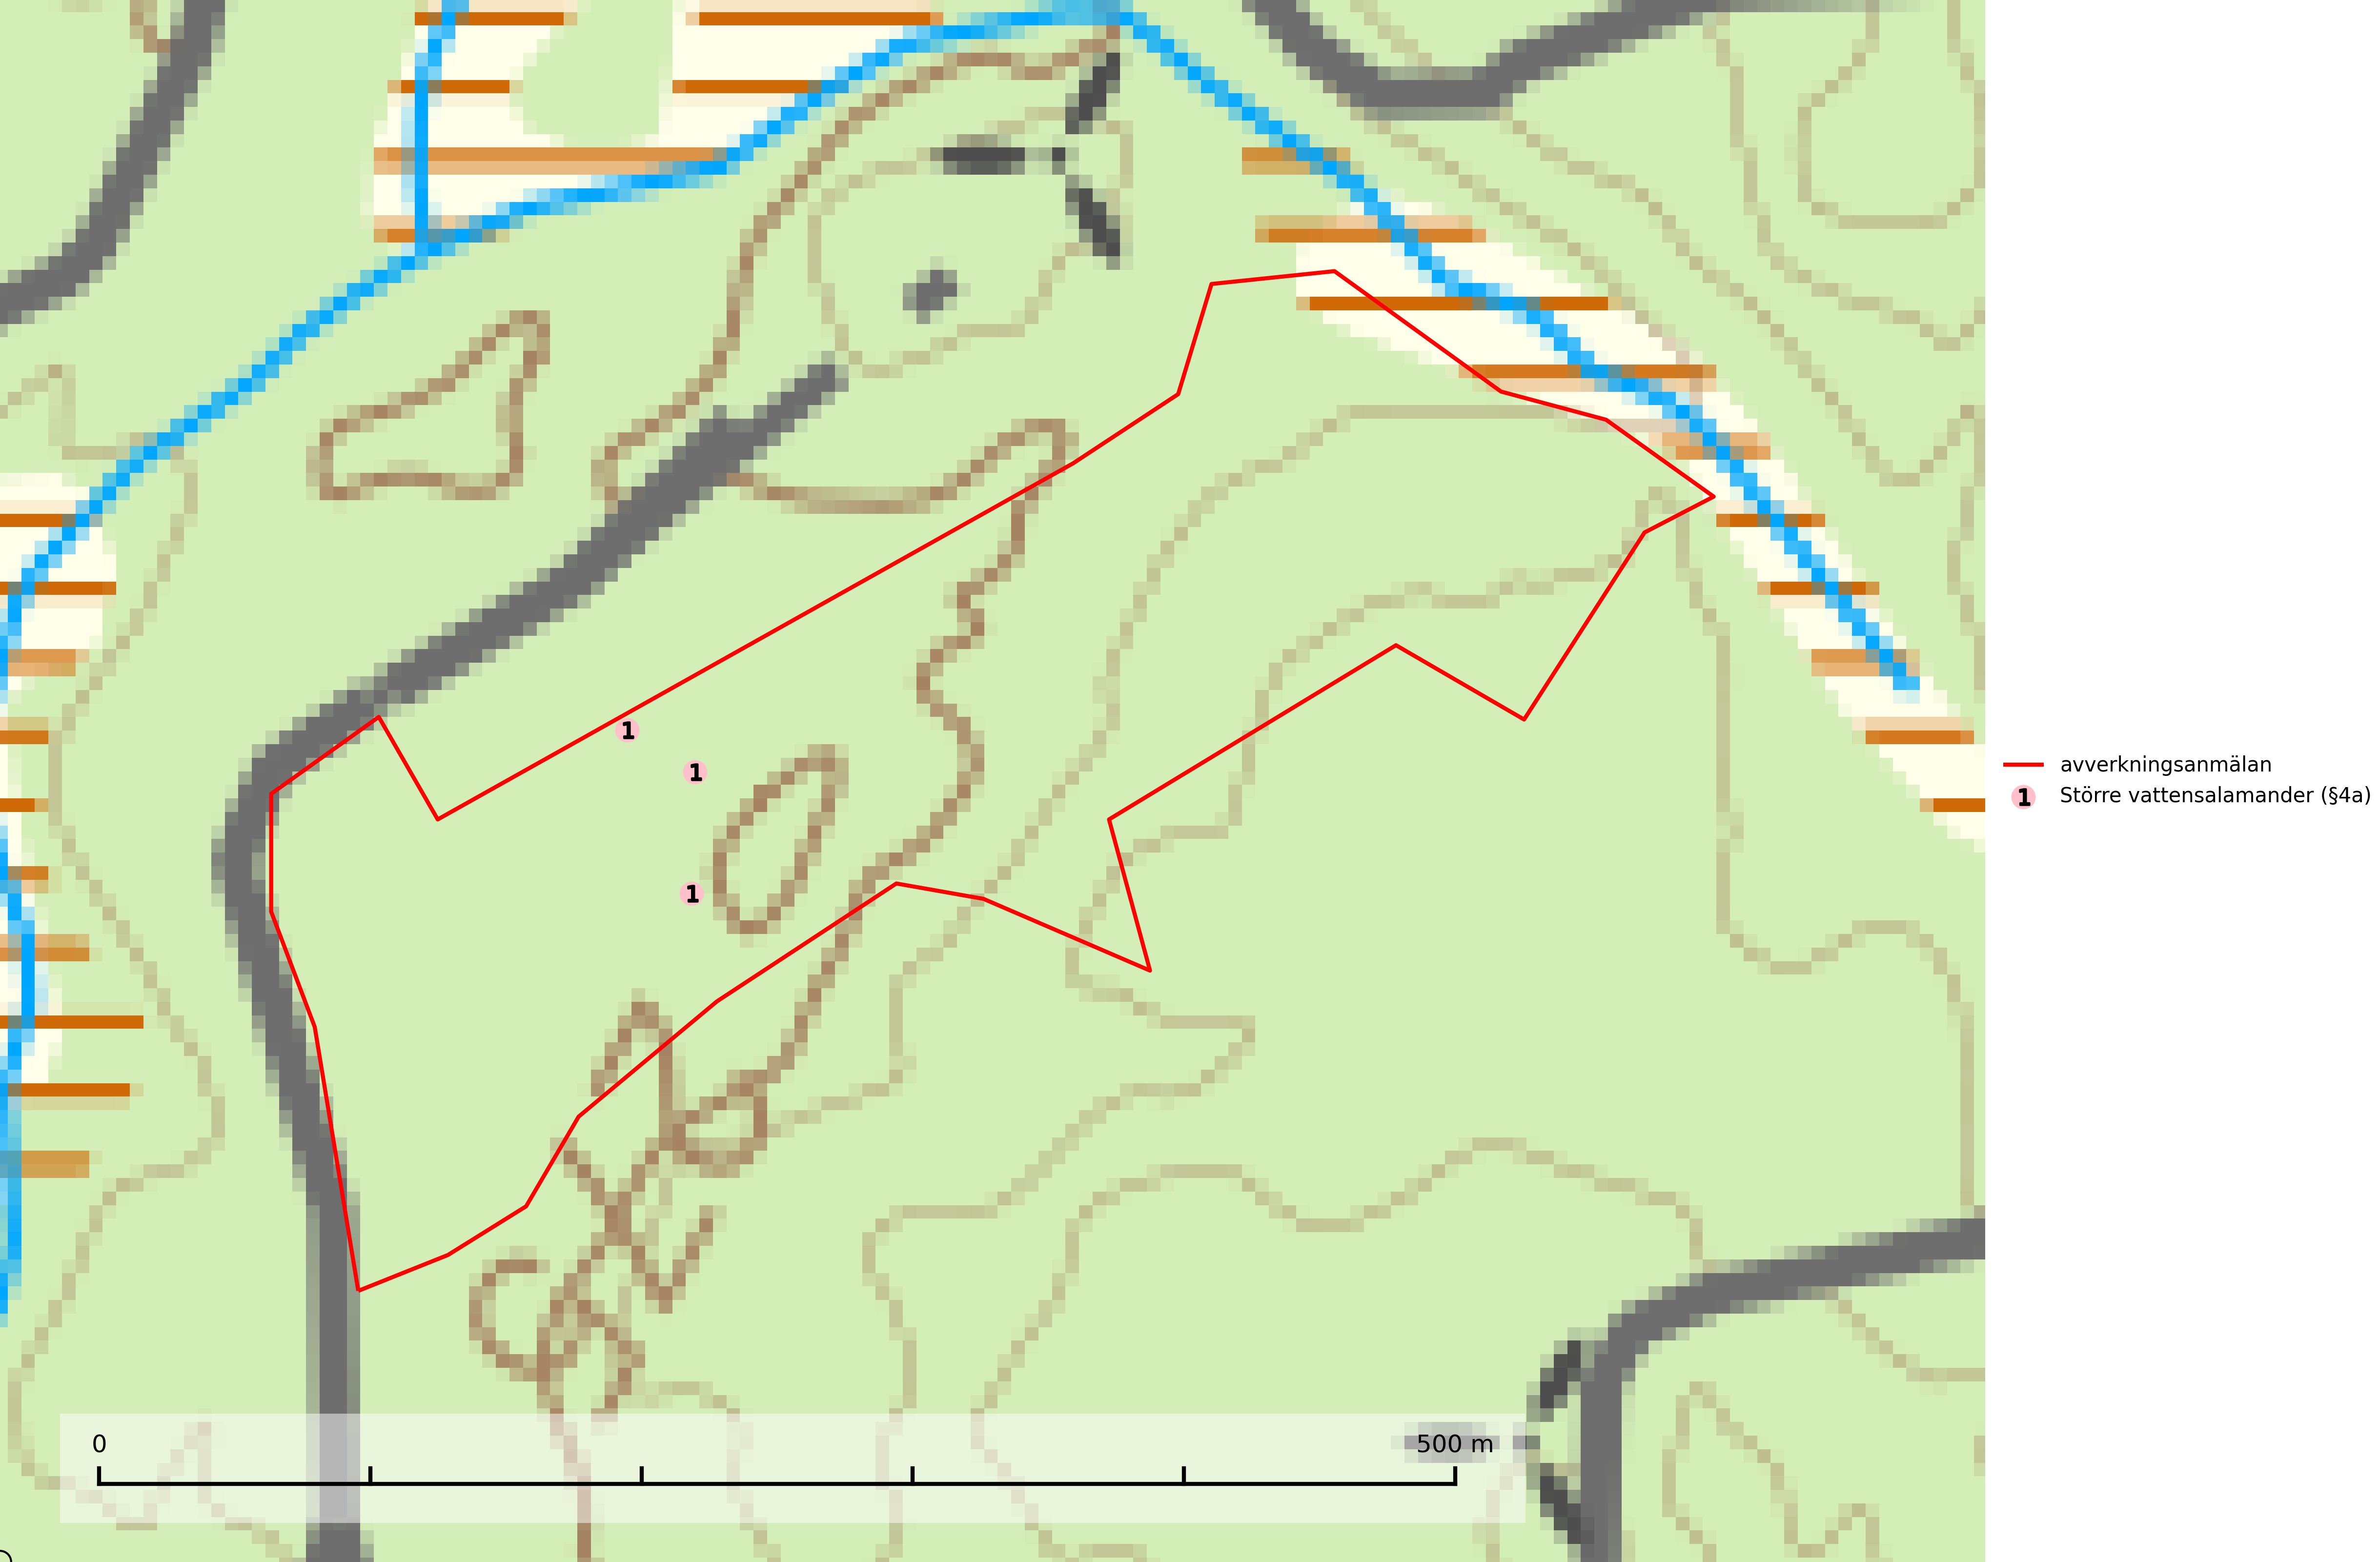 1
1
1
avverkningsanmälan
1 Större vattensalamander (§4a)
0
500 m